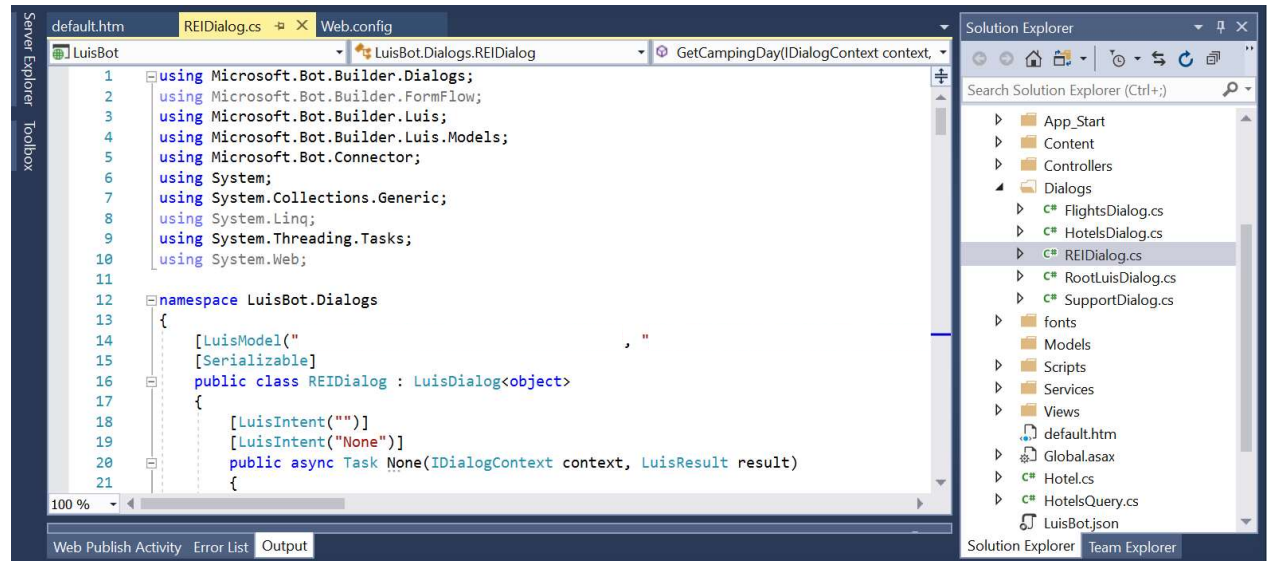 Server Explorer
Toolbox
default.htm REIDialog.cs Web.config
LuisBot LuisBot.Dialogs.REIDialog GetCampingDay(IDialogContext context,
1 using Microsoft.Bot.Builder.Dialogs;
2 using Microsoft.Bot.Builder.FormFlow;
3 using Microsoft.Bot.Builder.Luis;
4 using Microsoft.Bot.Builder.Luis.Models;
5 using Microsoft.Bot.Connector;
6 using System;
7 using System.Collections.Generic;
8 using System.Linq;
9 using System.Threading.Tasks;
10 using System.Web;
11
12 namespace LuisBot.Dialogs
13 {
14 [LuisModel(" , "
15 [Serializable]
16 public class REIDialog : LuisDialog<object>
17 {
18 [LuisIntent("")]
19 [LuisIntent("None")]
20 public async Task None(IDialogContext context, LuisResult result)
21 {
100 %
Web Publish Activity Error List Output
Solution Explorer
Search Solution Explorer (Ctrl+;)
App_Start
Content
Controllers
Dialogs
C# FlightsDialog.cs
C# HotelsDialog.cs
C# REIDialog.cs
C# RootLuisDialog.cs
C# SupportDialog.cs
fonts
Models
Scripts
Services
Views
default.htm
Global.asax
C# Hotel.cs
C# HotelsQuery.cs
LuisBot.json
Solution Explorer Team Explorer